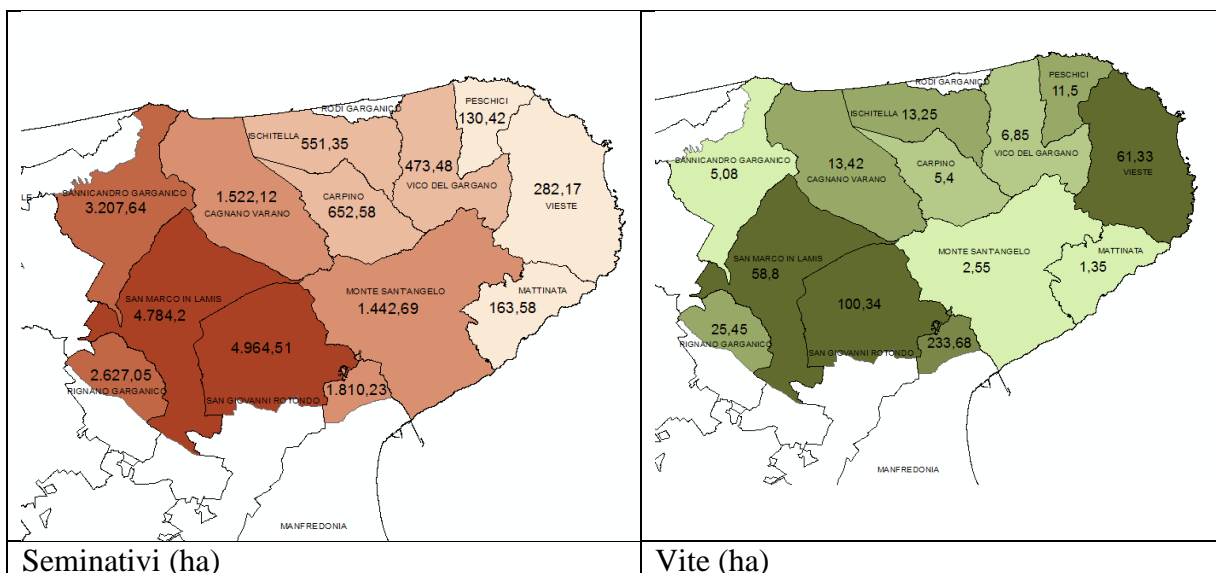 PESCHICI
130,42
RODI GARGANICO
ISCHITELLA
551,35
473,48
VICO DEL GARGANO
282,17
VIESTE
SANNICANDRO GARGANICO
3.207,64
1.522,12
CAGNANO VARANO
CARPINO
652,58
MONTE SANT'ANGELO
1.442,69
MATTINATA
163,58
SAN MARCO IN LAMIS
4.784,2
4.964,51
SAN GIOVANNI ROTONDO
2.627,05
RIGNANO GARGANICO
1.810,23
MANFREDONIA
Seminativi (ha)
PESCHICI
11,5
RODI GARGANICO
ISCHITELLA
13,25
6,85
VICO DEL GARGANO
61,33
VIESTE
SANNICANDRO GARGANICO
5,08
13,42
CAGNANO VARANO
CARPINO
5,4
MONTE SANT'ANGELO
2,55
MATTINATA
1,35
SAN MARCO IN LAMIS
58,8
100,34
SAN GIOVANNI ROTONDO
25,45
RIGNANO GARGANICO
233,68
MANFREDONIA
Vite (ha)